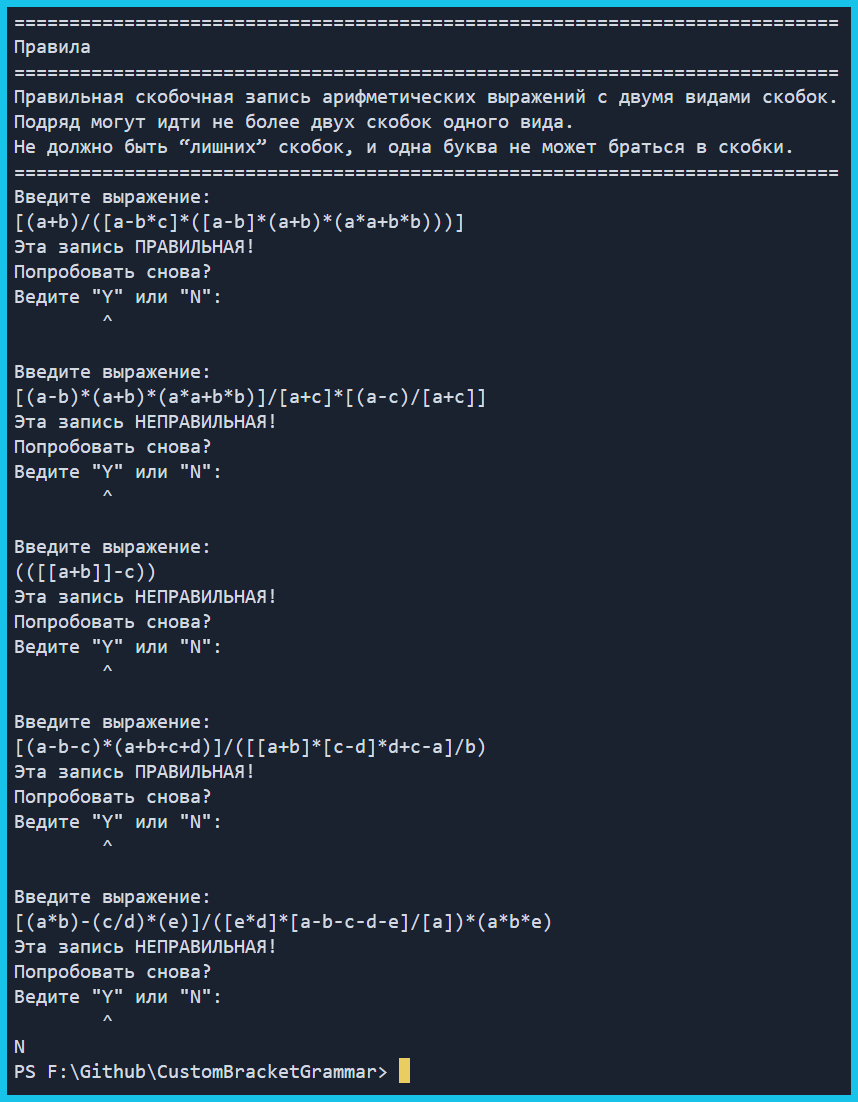 ===========================================================================
Правила
===========================================================================
Правильная скобочная запись арифметических выражений с двумя видами скобок.
Подряд могут идти не более двух скобок одного вида.
Не должно быть “лишних” скобок, и одна буква не может браться в скобки.
===========================================================================
Введите выражение:
[(a+b)/([a-b*c]*([a-b]*(a+b)*(a*a+b*b)))]
Эта запись ПРАВИЛЬНАЯ!
Попробовать снова?
Ведите "Y" или "N":
^
Введите выражение:
[(a-b)*(a+b)*(a*a+b*b)]/[a+c]*[(a-c)/[a+c]]
Эта запись НЕПРАВИЛЬНАЯ!
Попробовать снова?
Ведите "Y" или "N":
^
Введите выражение:
(([[a+b]]-c))
Эта запись НЕПРАВИЛЬНАЯ!
Попробовать снова?
Ведите "Y" или "N":
^
Введите выражение:
[(a-b-c)*(a+b+c+d)]/([[a+b]*[c-d]*d+c-a]/b)
Эта запись ПРАВИЛЬНАЯ!
Попробовать снова?
Ведите "Y" или "N":
^
Введите выражение:
[(a*b)-(c/d)*(e)]/([e*d]*[a-b-c-d-e]/[a])*(a*b*e)
Эта запись НЕПРАВИЛЬНАЯ!
Попробовать снова?
Ведите "Y" или "N":
^
N
PS F:\Github\CustomBracketGrammar>